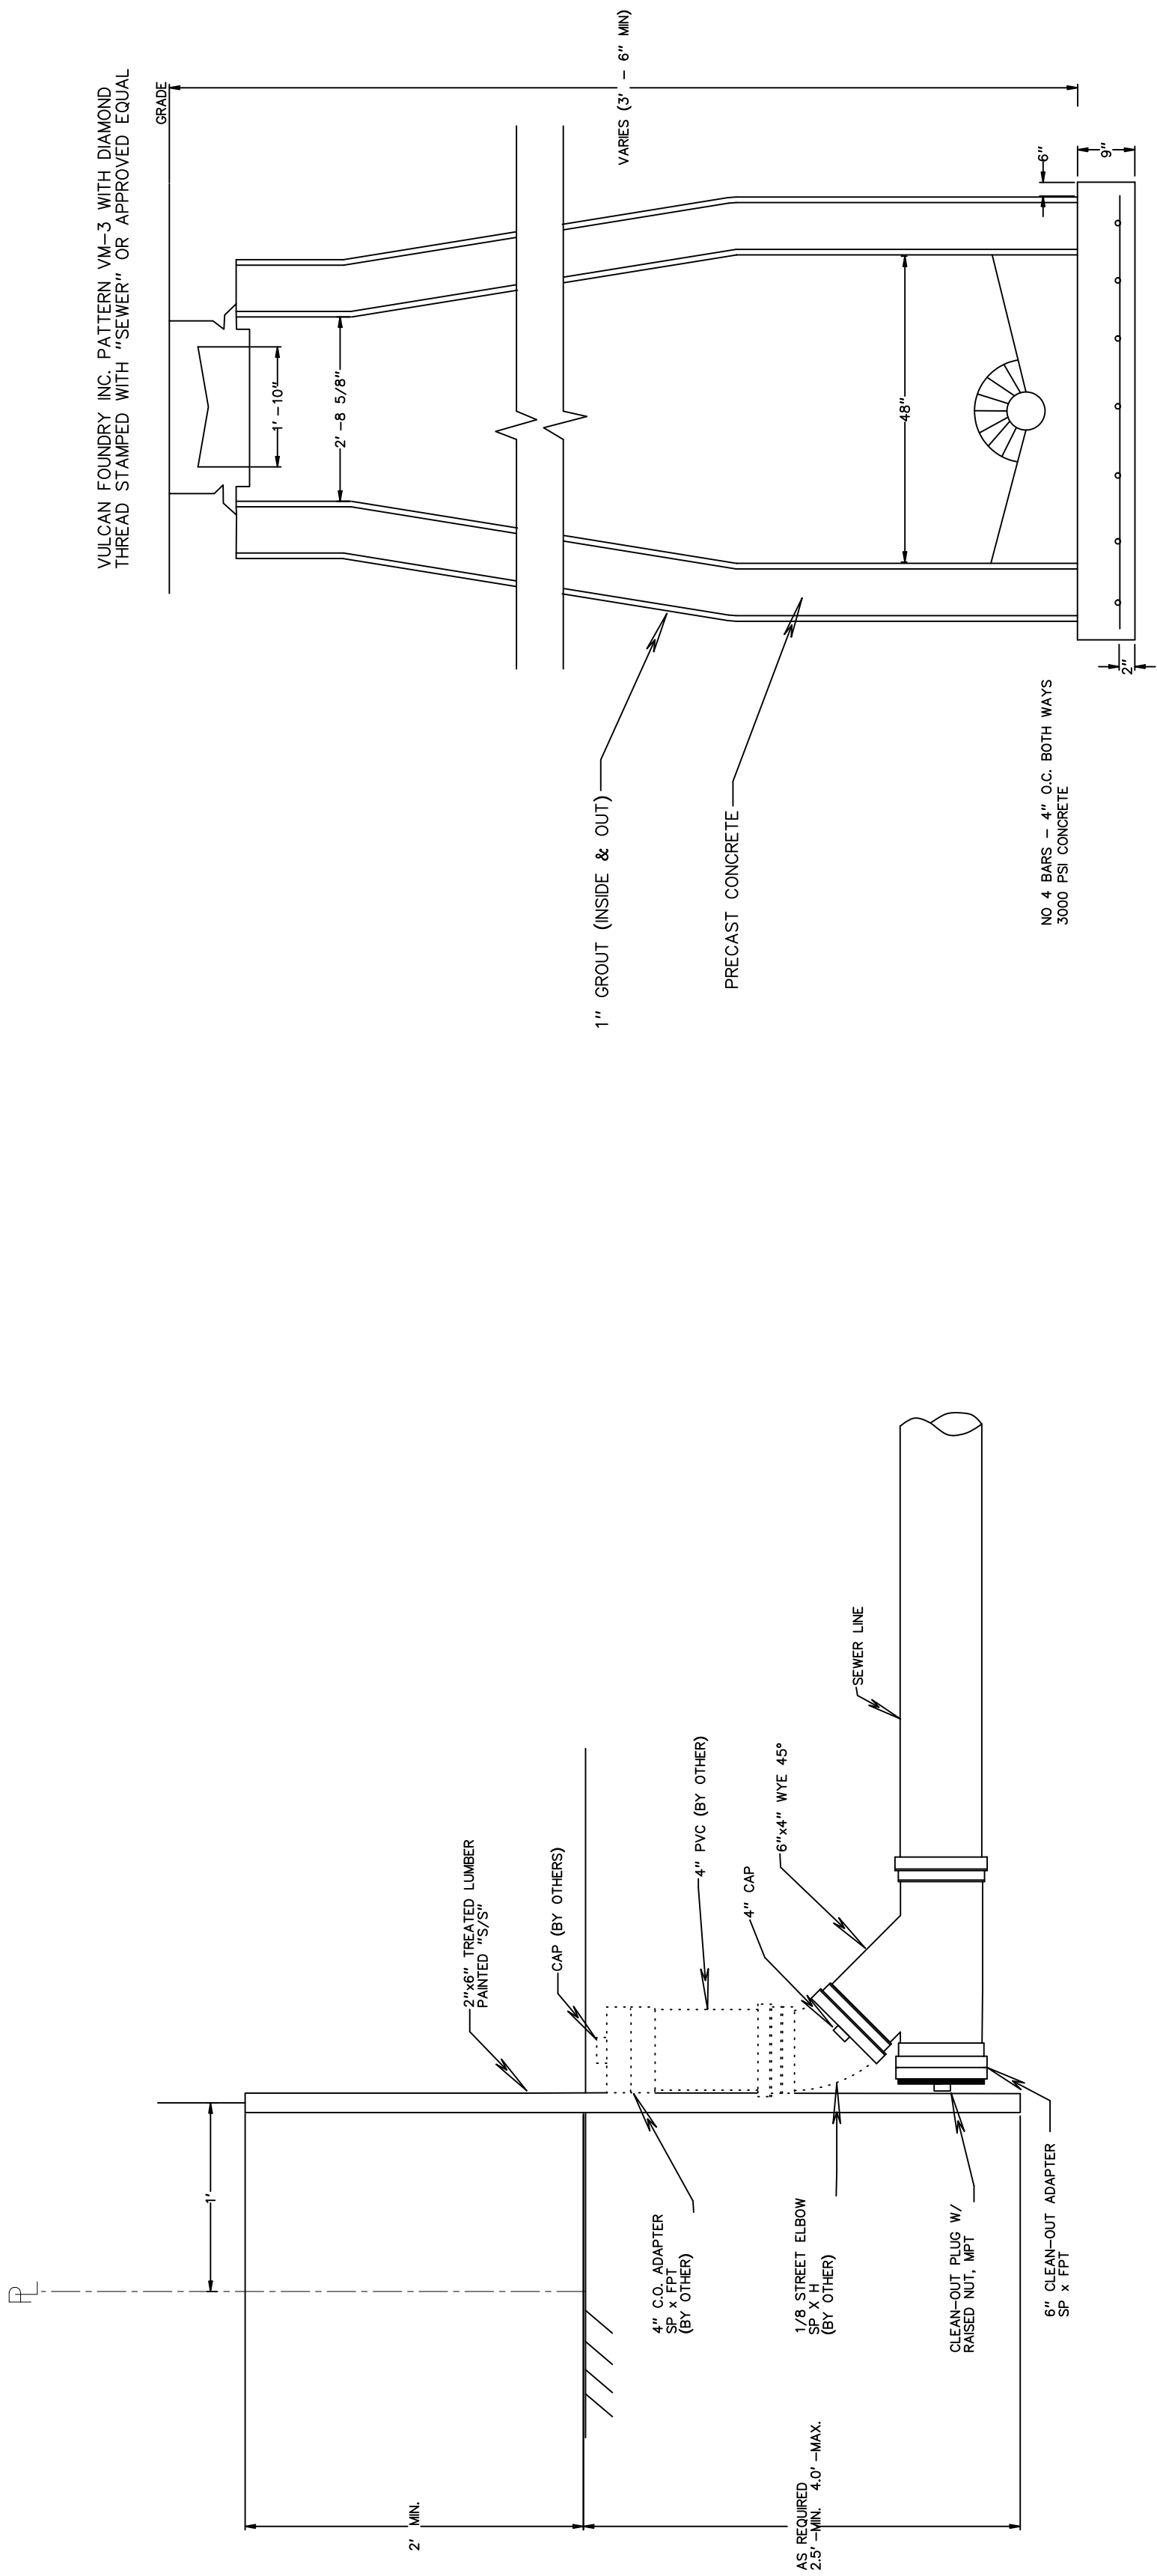 PL
2' MIN.
1'
2"x6" TREATED LUMBER
PAINTED "S/S"
CAP (BY OTHERS)
4" PVC (BY OTHER)
4" CAP
6"x4" WYE 45°
SEWER LINE
4" C.O. ADAPTER
SP x FPT
(BY OTHER)
1/8 STREET ELBOW
SP X H
(BY OTHER)
CLEAN-OUT PLUG W/
RAISED NUT, MPT
6" CLEAN-OUT ADAPTER
SP x FPT
AS REQUIRED
2.5'-MIN. 4.0'-MAX.
VULCAN FOUNDRY INC. PATTERN VM-3 WITH DIAMOND
THREAD STAMPED WITH "SEWER" OR APPROVED EQUAL
GRADE
1'-10"
2'-8 5/8"
VARIES (3' - 6" MIN)
1" GROUT (INSIDE & OUT)
PRECAST CONCRETE
48"
6"
9"
2"
NO 4 BARS - 4" O.C. BOTH WAYS
3000 PSI CONCRETE